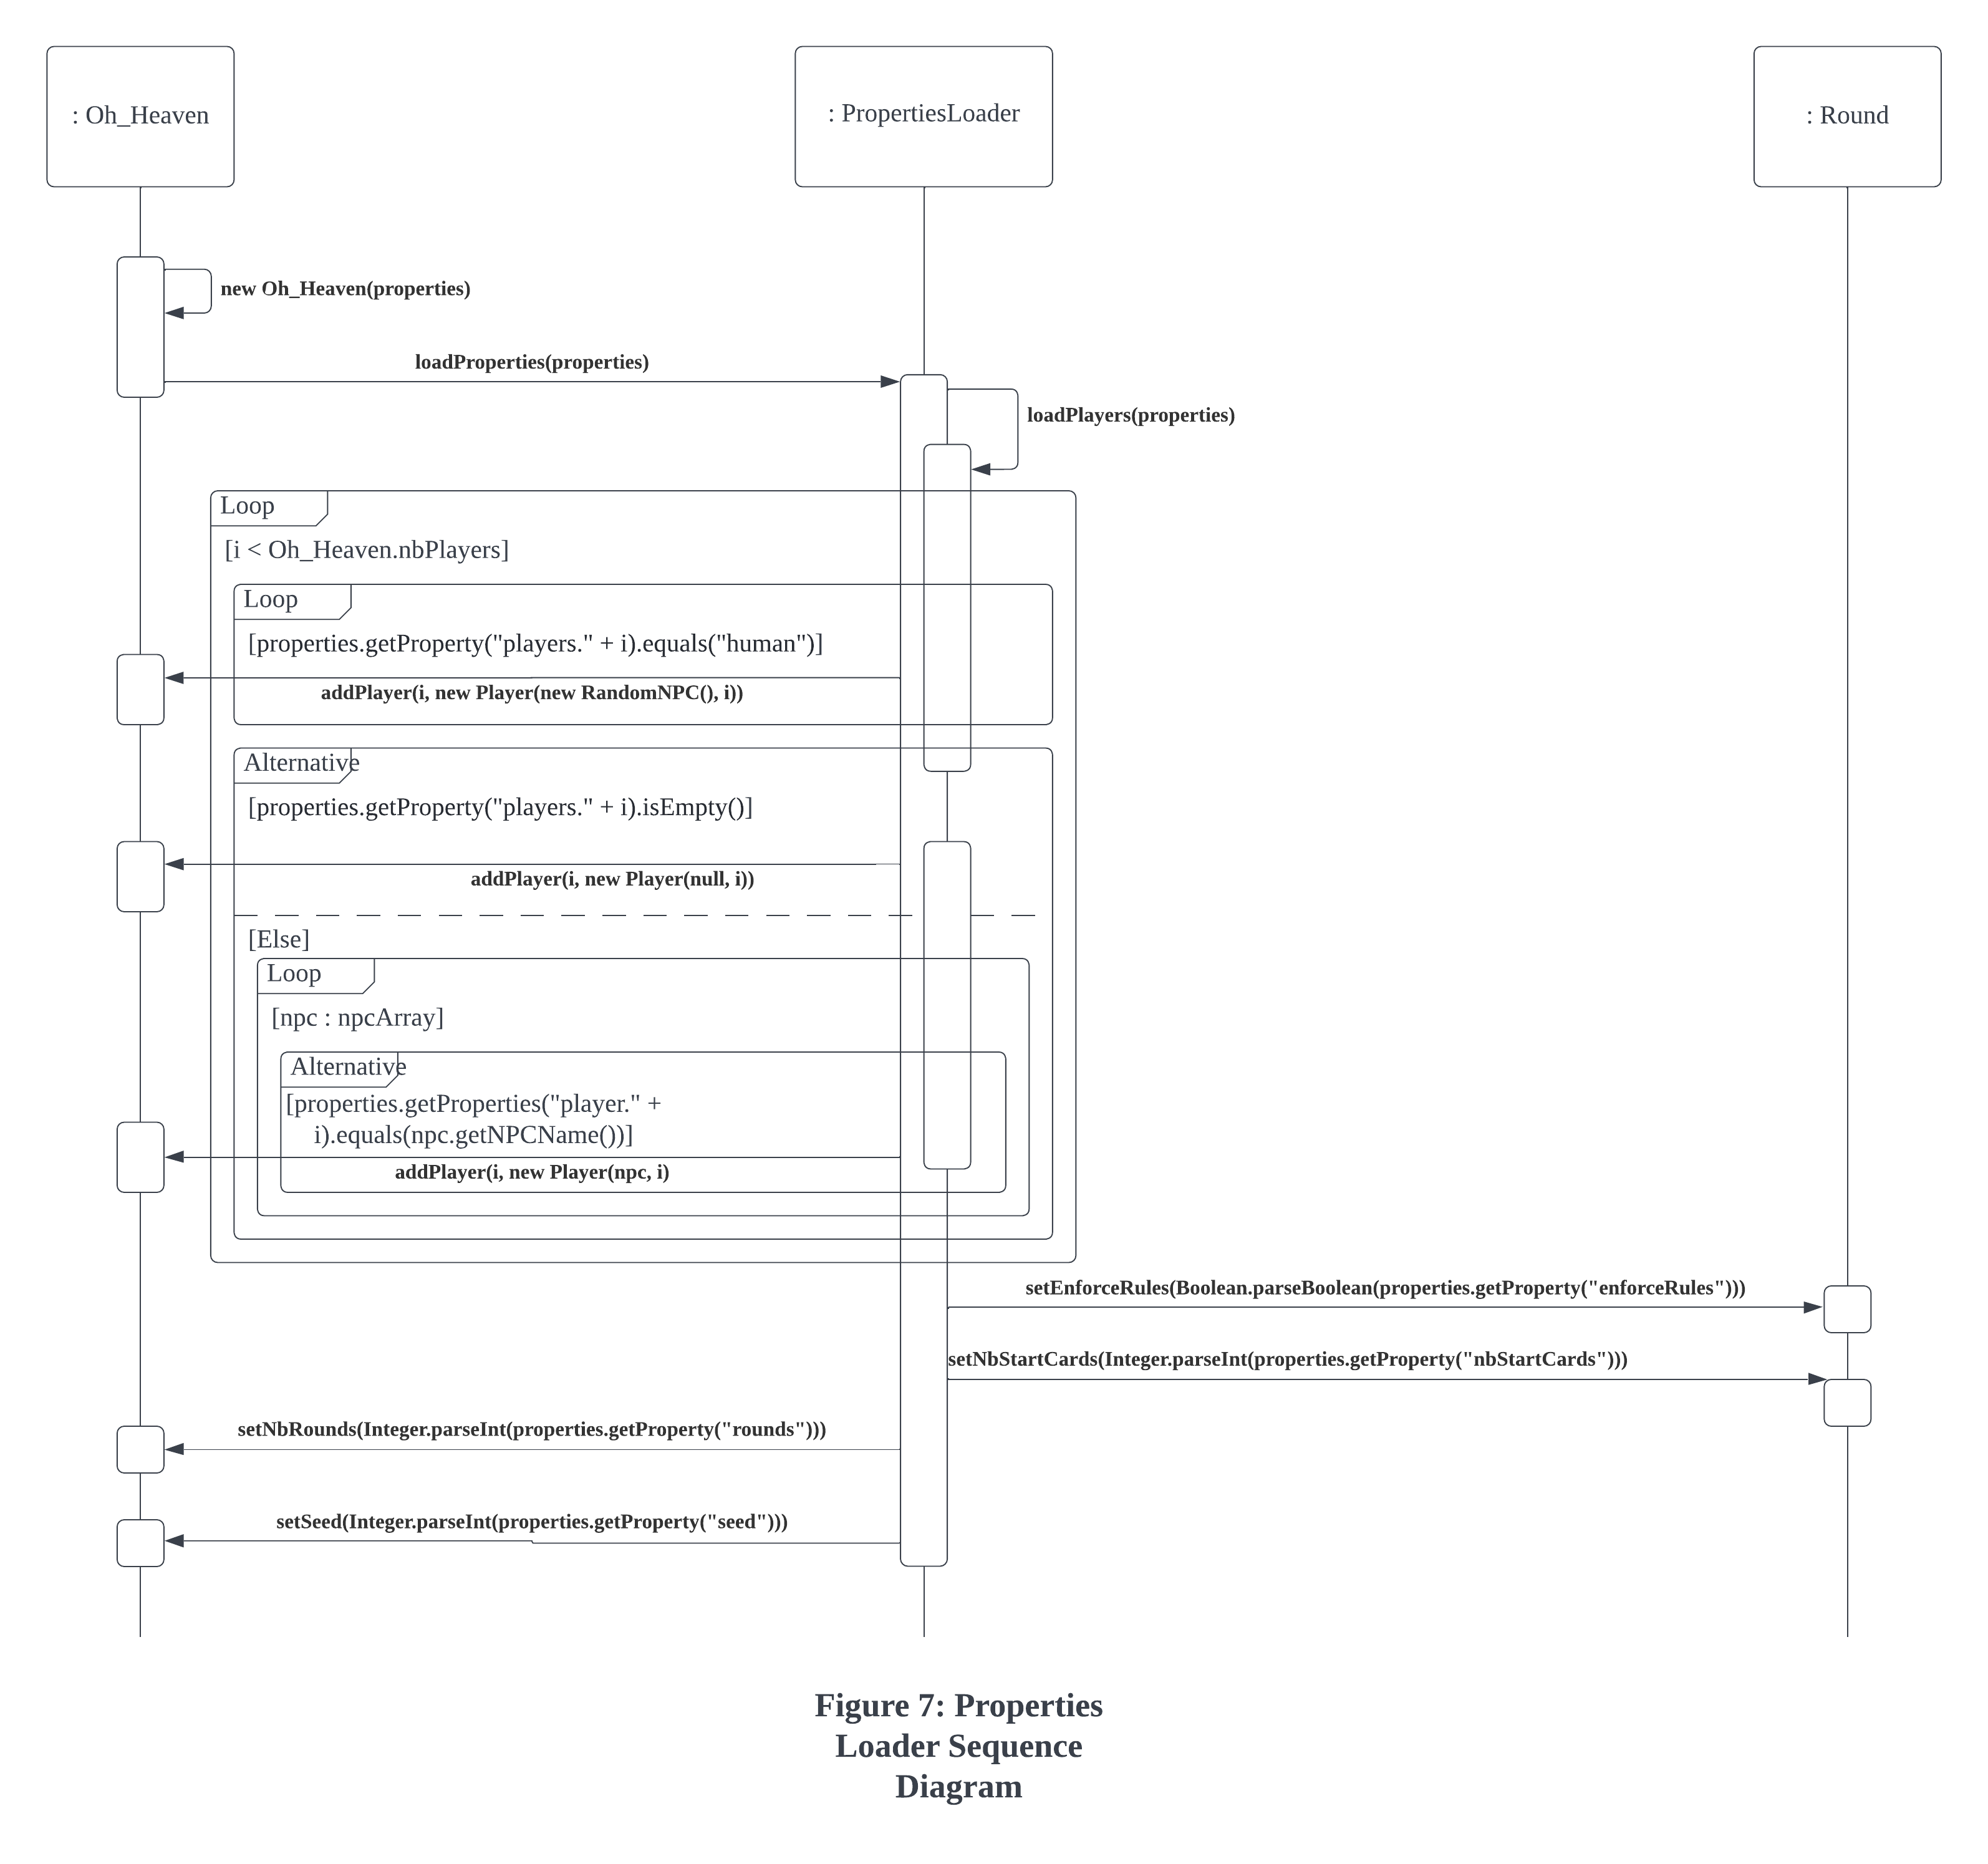 : Oh_Heaven
: PropertiesLoader
: Round
new Oh_Heaven(properties)
loadProperties(properties)
loadPlayers(properties)
Loop
[i < Oh_Heaven.nbPlayers]
Loop
[properties.getProperty("players." + i).equals("human")]
addPlayer(i, new Player(new RandomNPC(), i))
Alternative
[properties.getProperty("players." + i).isEmpty()]
addPlayer(i, new Player(null, i))
[Else]
Loop
[npc : npcArray]
Alternative
[properties.getProperties("player." +
i).equals(npc.getNPCName())]
addPlayer(i, new Player(npc, i)
setEnforceRules(Boolean.parseBoolean(properties.getProperty("enforceRules")))
setNbStartCards(Integer.parseInt(properties.getProperty("nbStartCards")))
setNbRounds(Integer.parseInt(properties.getProperty("rounds")))
setSeed(Integer.parseInt(properties.getProperty("seed")))
Figure 7: Properties
Loader Sequence
Diagram